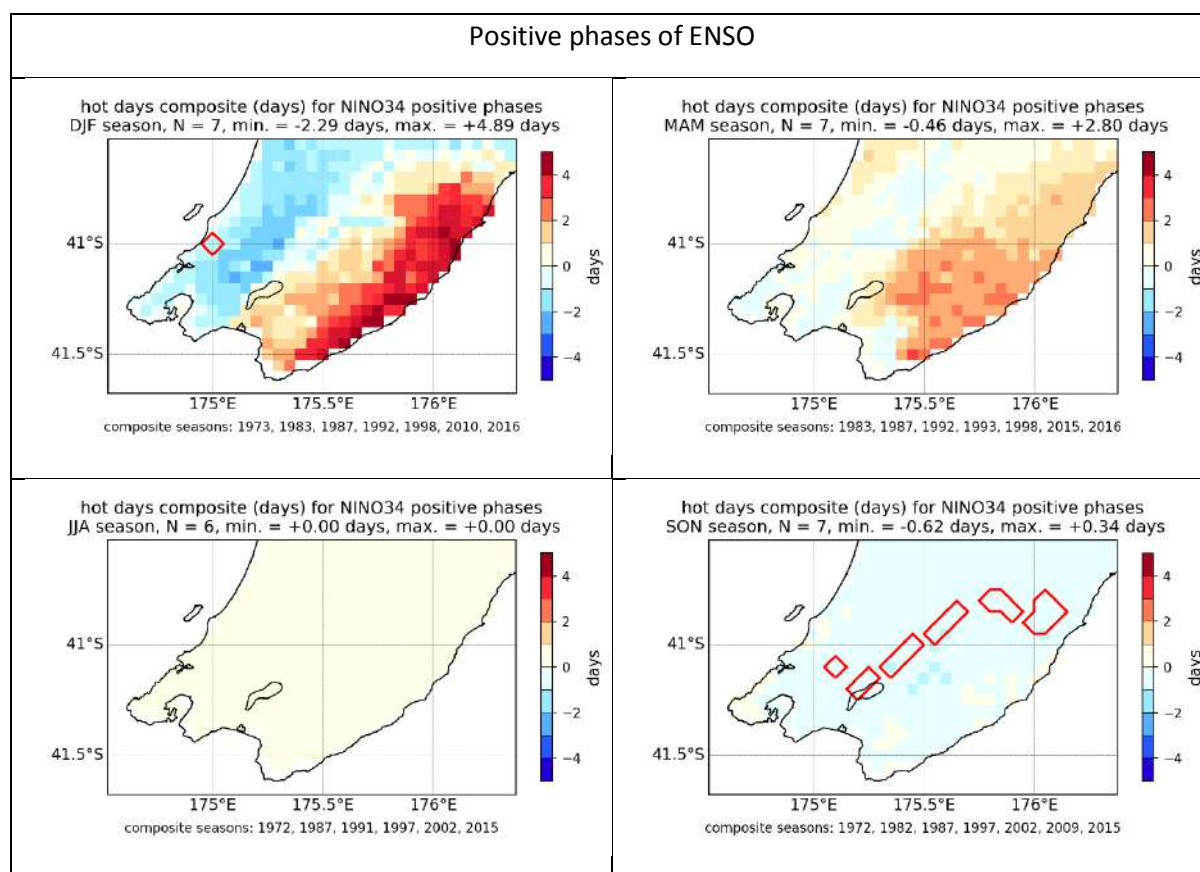 Positive phases of ENSO
hot days composite (days) for NINO34 positive phases
DJF season, N = 7, min. = -2.29 days, max. = +4.89 days
41°S
41.5°S
175°E 175.5°E 176°E
4
2
0
−2
−4
days
composite seasons: 1973, 1983, 1987, 1992, 1998, 2010, 2016
hot days composite (days) for NINO34 positive phases
MAM season, N = 7, min. = -0.46 days, max. = +2.80 days
41°S
41.5°S
175°E 175.5°E 176°E
4
2
0
−2
−4
days
composite seasons: 1983, 1987, 1992, 1993, 1998, 2015, 2016
hot days composite (days) for NINO34 positive phases
JJA season, N = 6, min. = +0.00 days, max. = +0.00 days
41°S
41.5°S
175°E 175.5°E 176°E
4
2
0
−2
−4
days
composite seasons: 1972, 1987, 1991, 1997, 2002, 2015
hot days composite (days) for NINO34 positive phases
SON season, N = 7, min. = -0.62 days, max. = +0.34 days
41°S
41.5°S
175°E 175.5°E 176°E
4
2
0
−2
−4
days
composite seasons: 1972, 1982, 1987, 1997, 2002, 2009, 2015